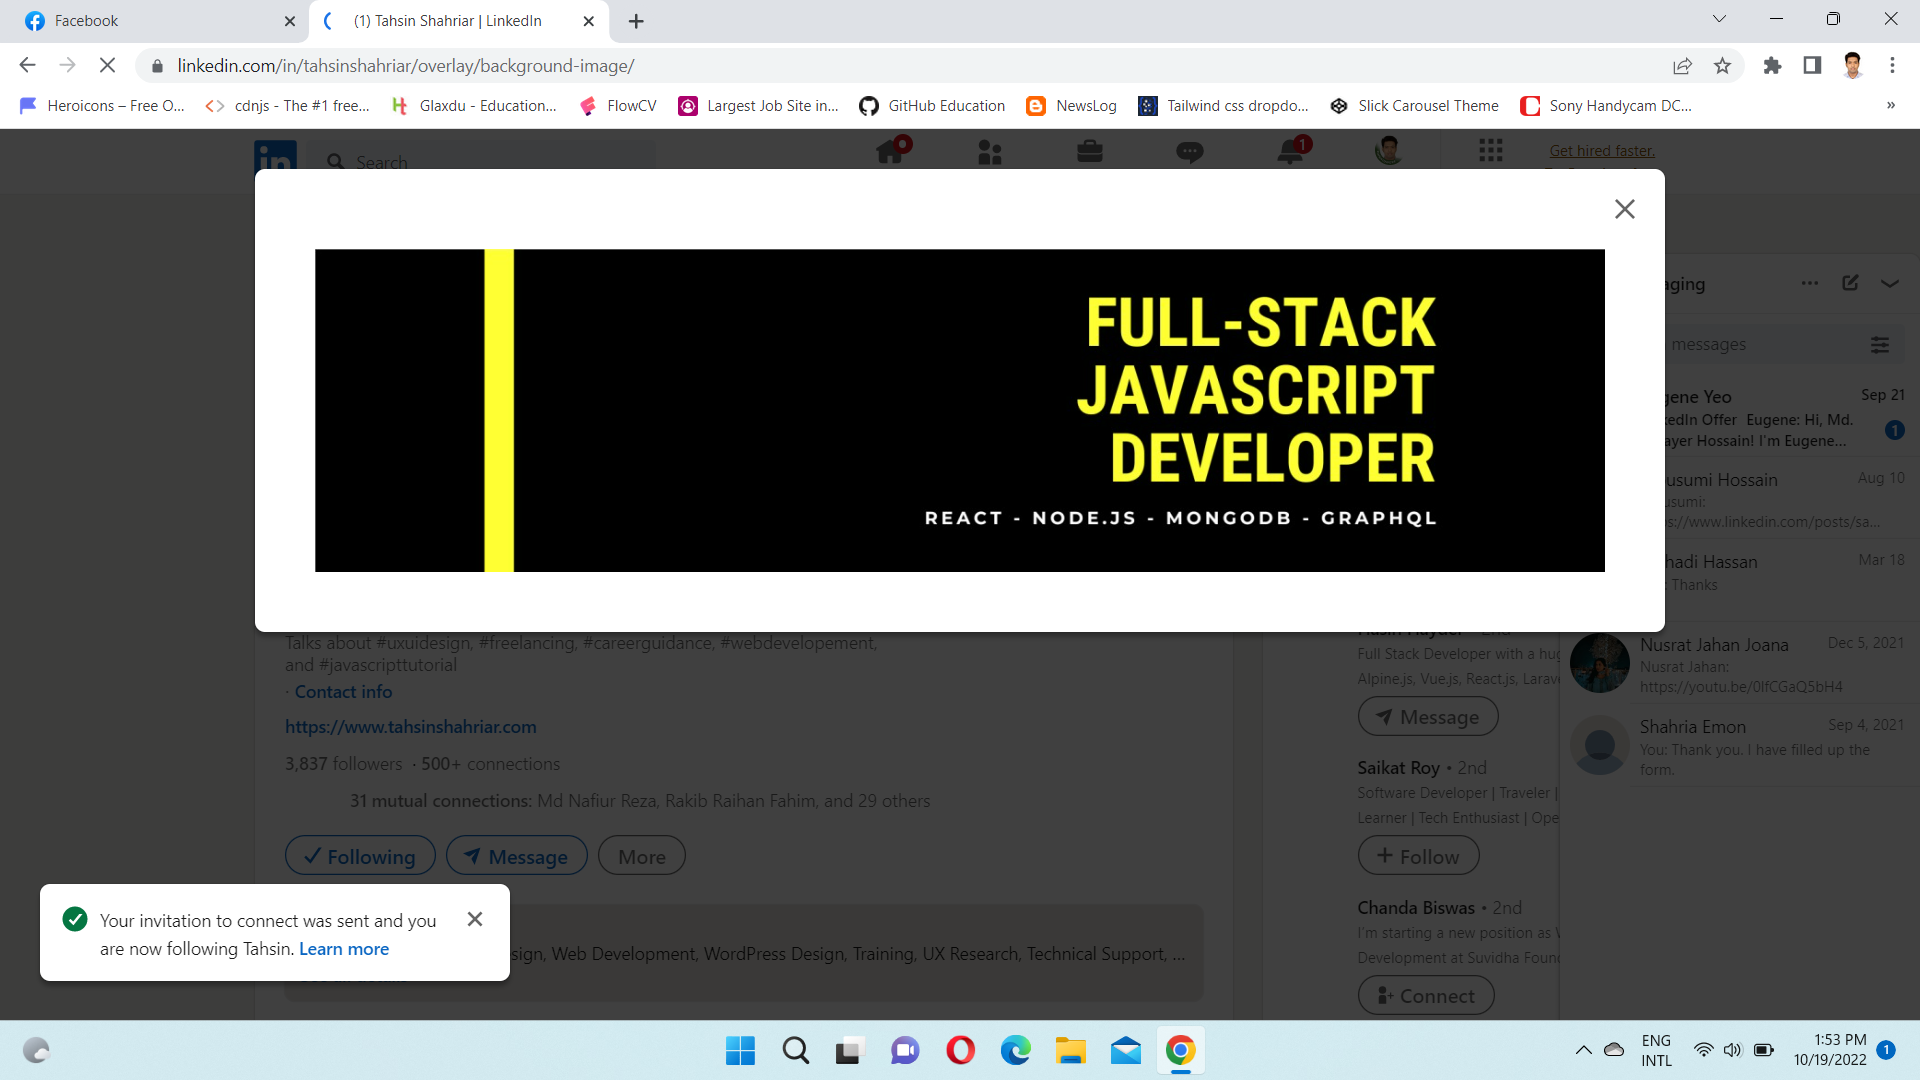 Facebook
(1) Tahsin Shahriar | LinkedIn
linkedin.com/in/tahsinshahriar/overlay/background-image/
Heroicons – Free O...
cdnjs - The #1 free...
Glaxdu - Education...
FlowCV
Largest Job Site in...
GitHub Education
NewsLog
Tailwind css dropdo...
Slick Carousel Theme
Sony Handycam DC...
»
in
Search
1
Get hired faster.
FULL-STACK
JAVASCRIPT
DEVELOPER
REACT - NODE.JS - MONGODB - GRAPHQL
Talks about #uxuidesign, #freelancing, #careerguidance, #webdevelopement,
and #javascripttutorial
· Contact info
https://www.tahsinshahriar.com
3,837 followers · 500+ connections
31 mutual connections: Md Nafiur Reza, Rakib Raihan Fahim, and 29 others
Following
Message
More
sign, Web Development, WordPress Design, Training, UX Research, Technical Support, ...
Your invitation to connect was sent and you
are now following Tahsin. Learn more
Full Stack Developer with a hug
Alpine.js, Vue.js, React.js, Larave
Message
Saikat Roy • 2nd
Software Developer | Traveler |
Learner | Tech Enthusiast | Ope
Follow
Chanda Biswas • 2nd
I'm starting a new position as
Development at Suvidha Foun
Connect
aging
messages
gene Yeo
Sep 21
kedIn Offer Eugene: Hi, Md.
ayer Hossain! I'm Eugene...
1
usumi Hossain
Aug 10
usumi:
s://www.linkedin.com/posts/sa...
hadi Hassan
Mar 18
: Thanks
Nusrat Jahan Joana
Dec 5, 2021
Nusrat Jahan:
https://youtu.be/0IfCGaQ5bH4
Shahria Emon
Sep 4, 2021
You: Thank you. I have filled up the
form.
ENG
INTL
1:53 PM
10/19/2022
1